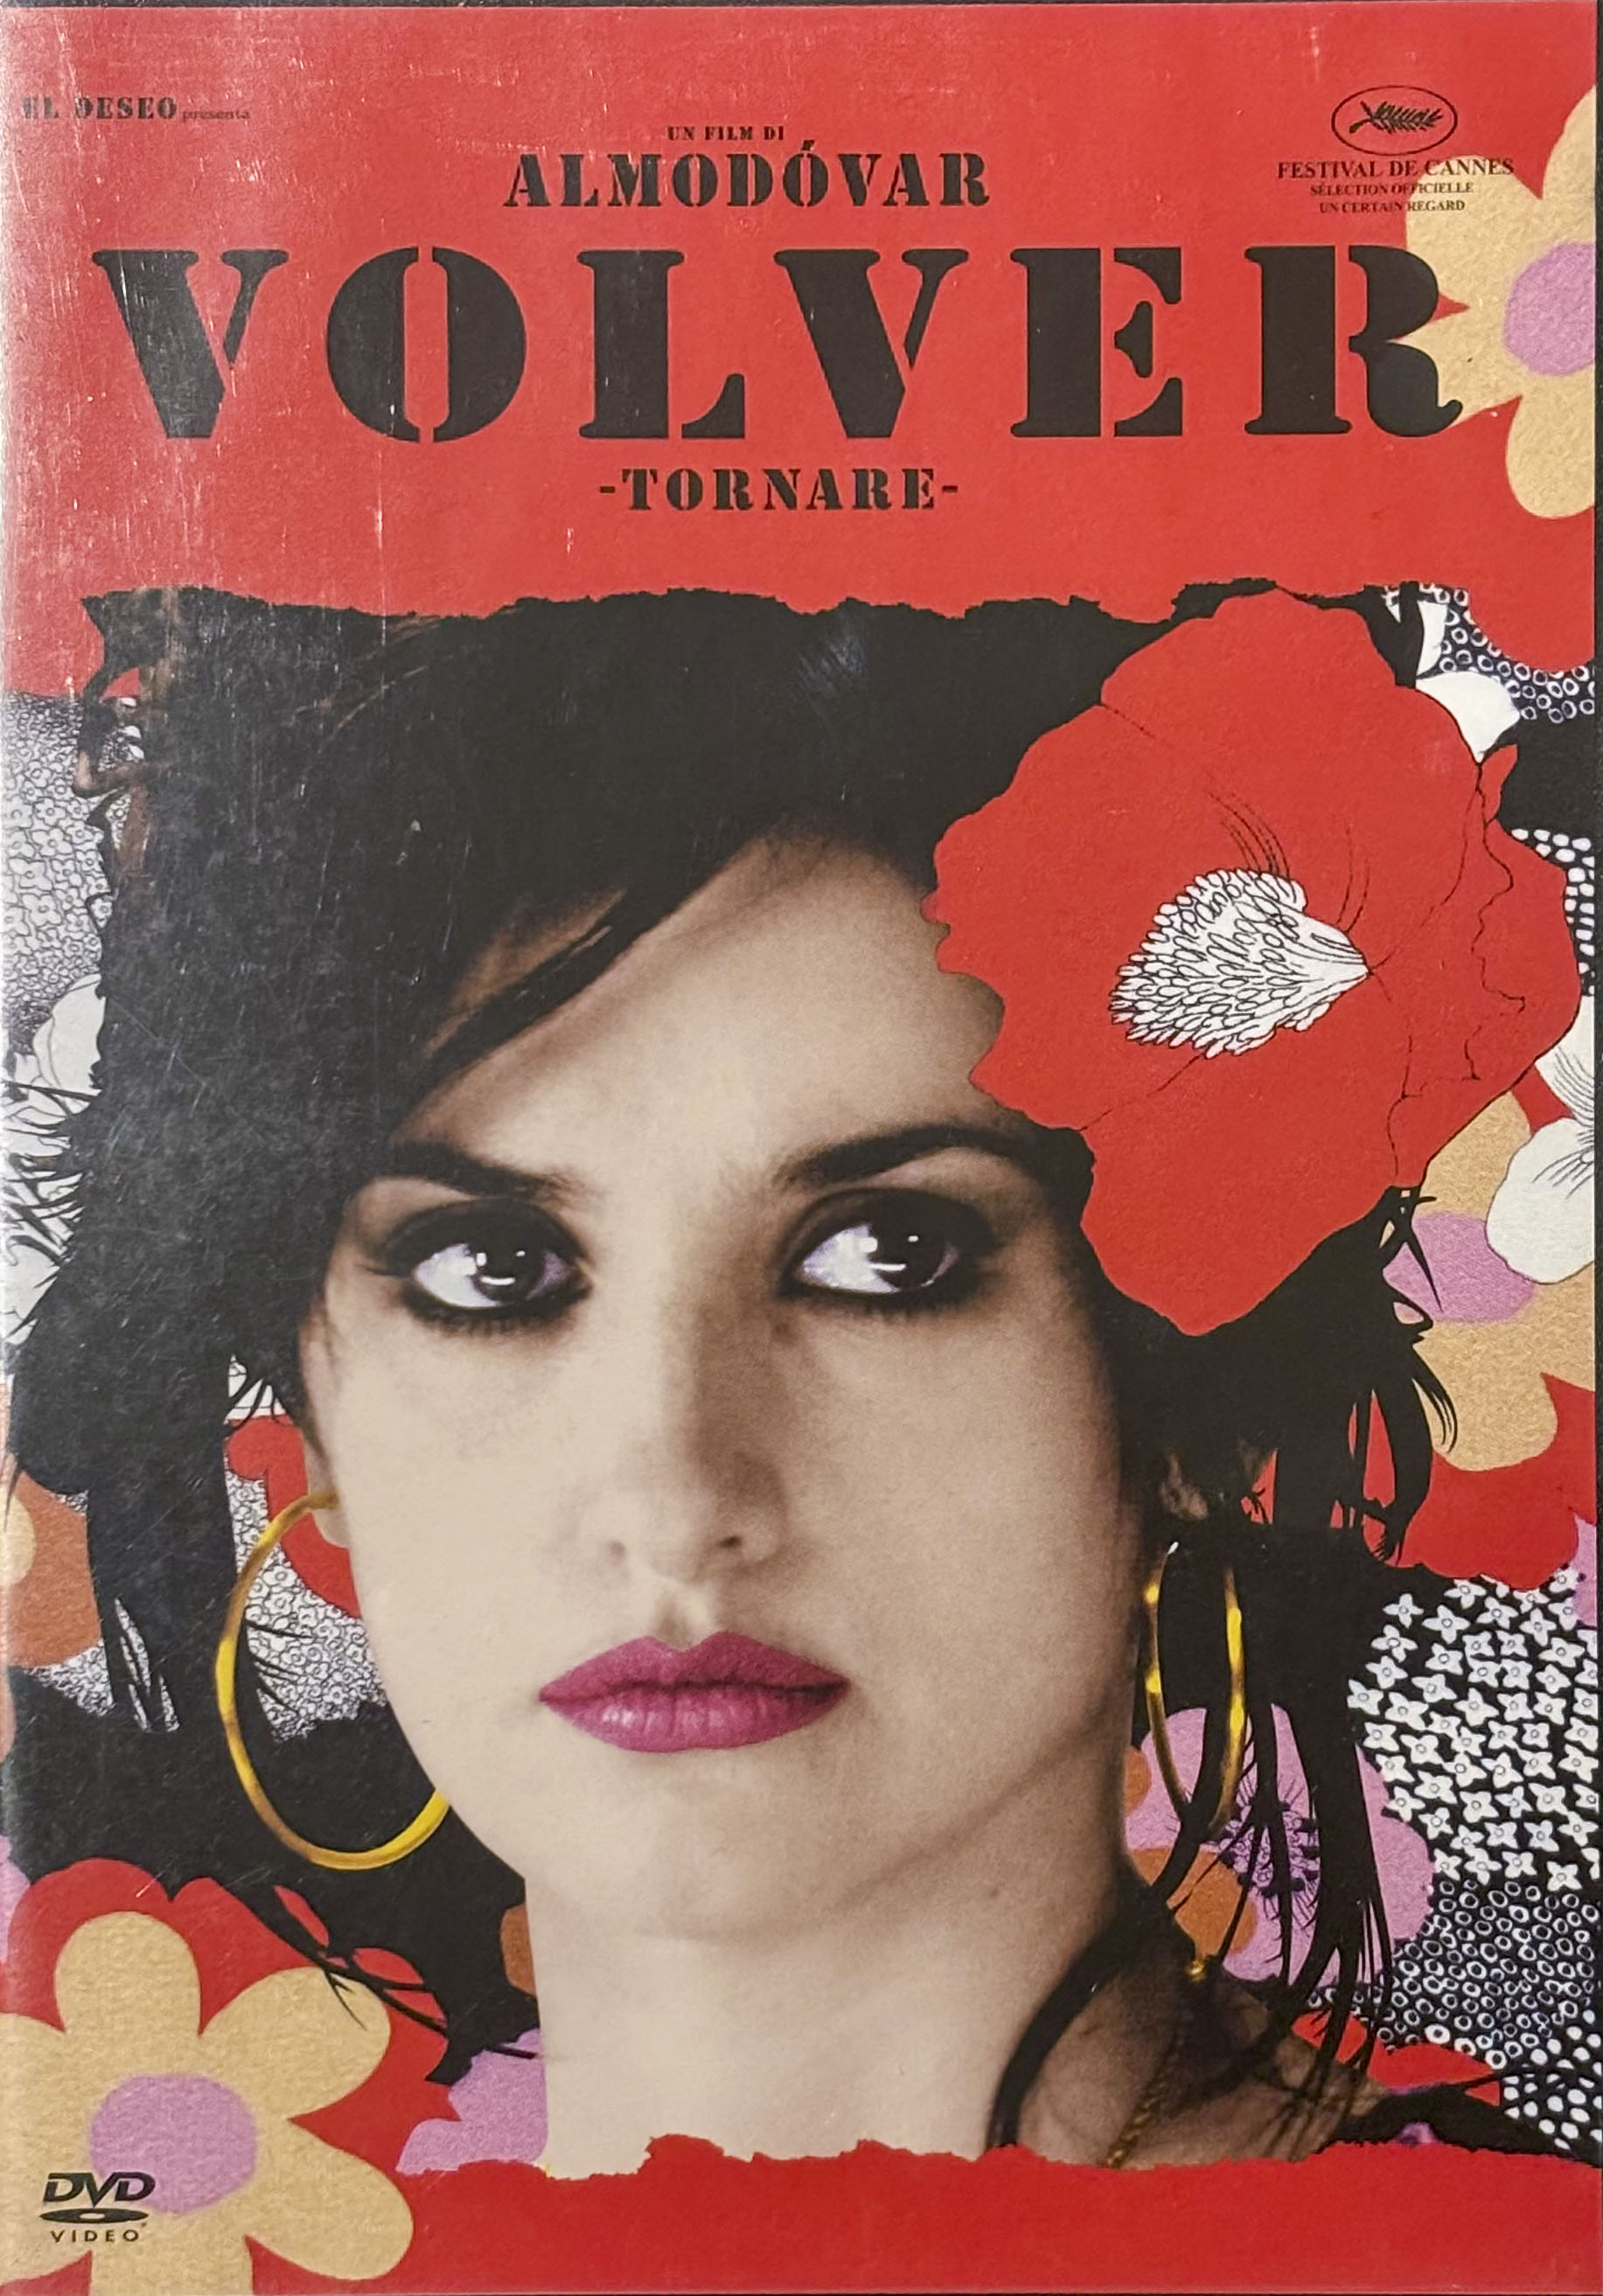 EL DESEO presenta
UN FILM DI
ALMODÓVAR
FESTIVAL DE CANNES
SÉLECTION OFFICIELLE
UN CERTAIN REGARD
VOLVER
-TORNARE-
DVD
VIDEO